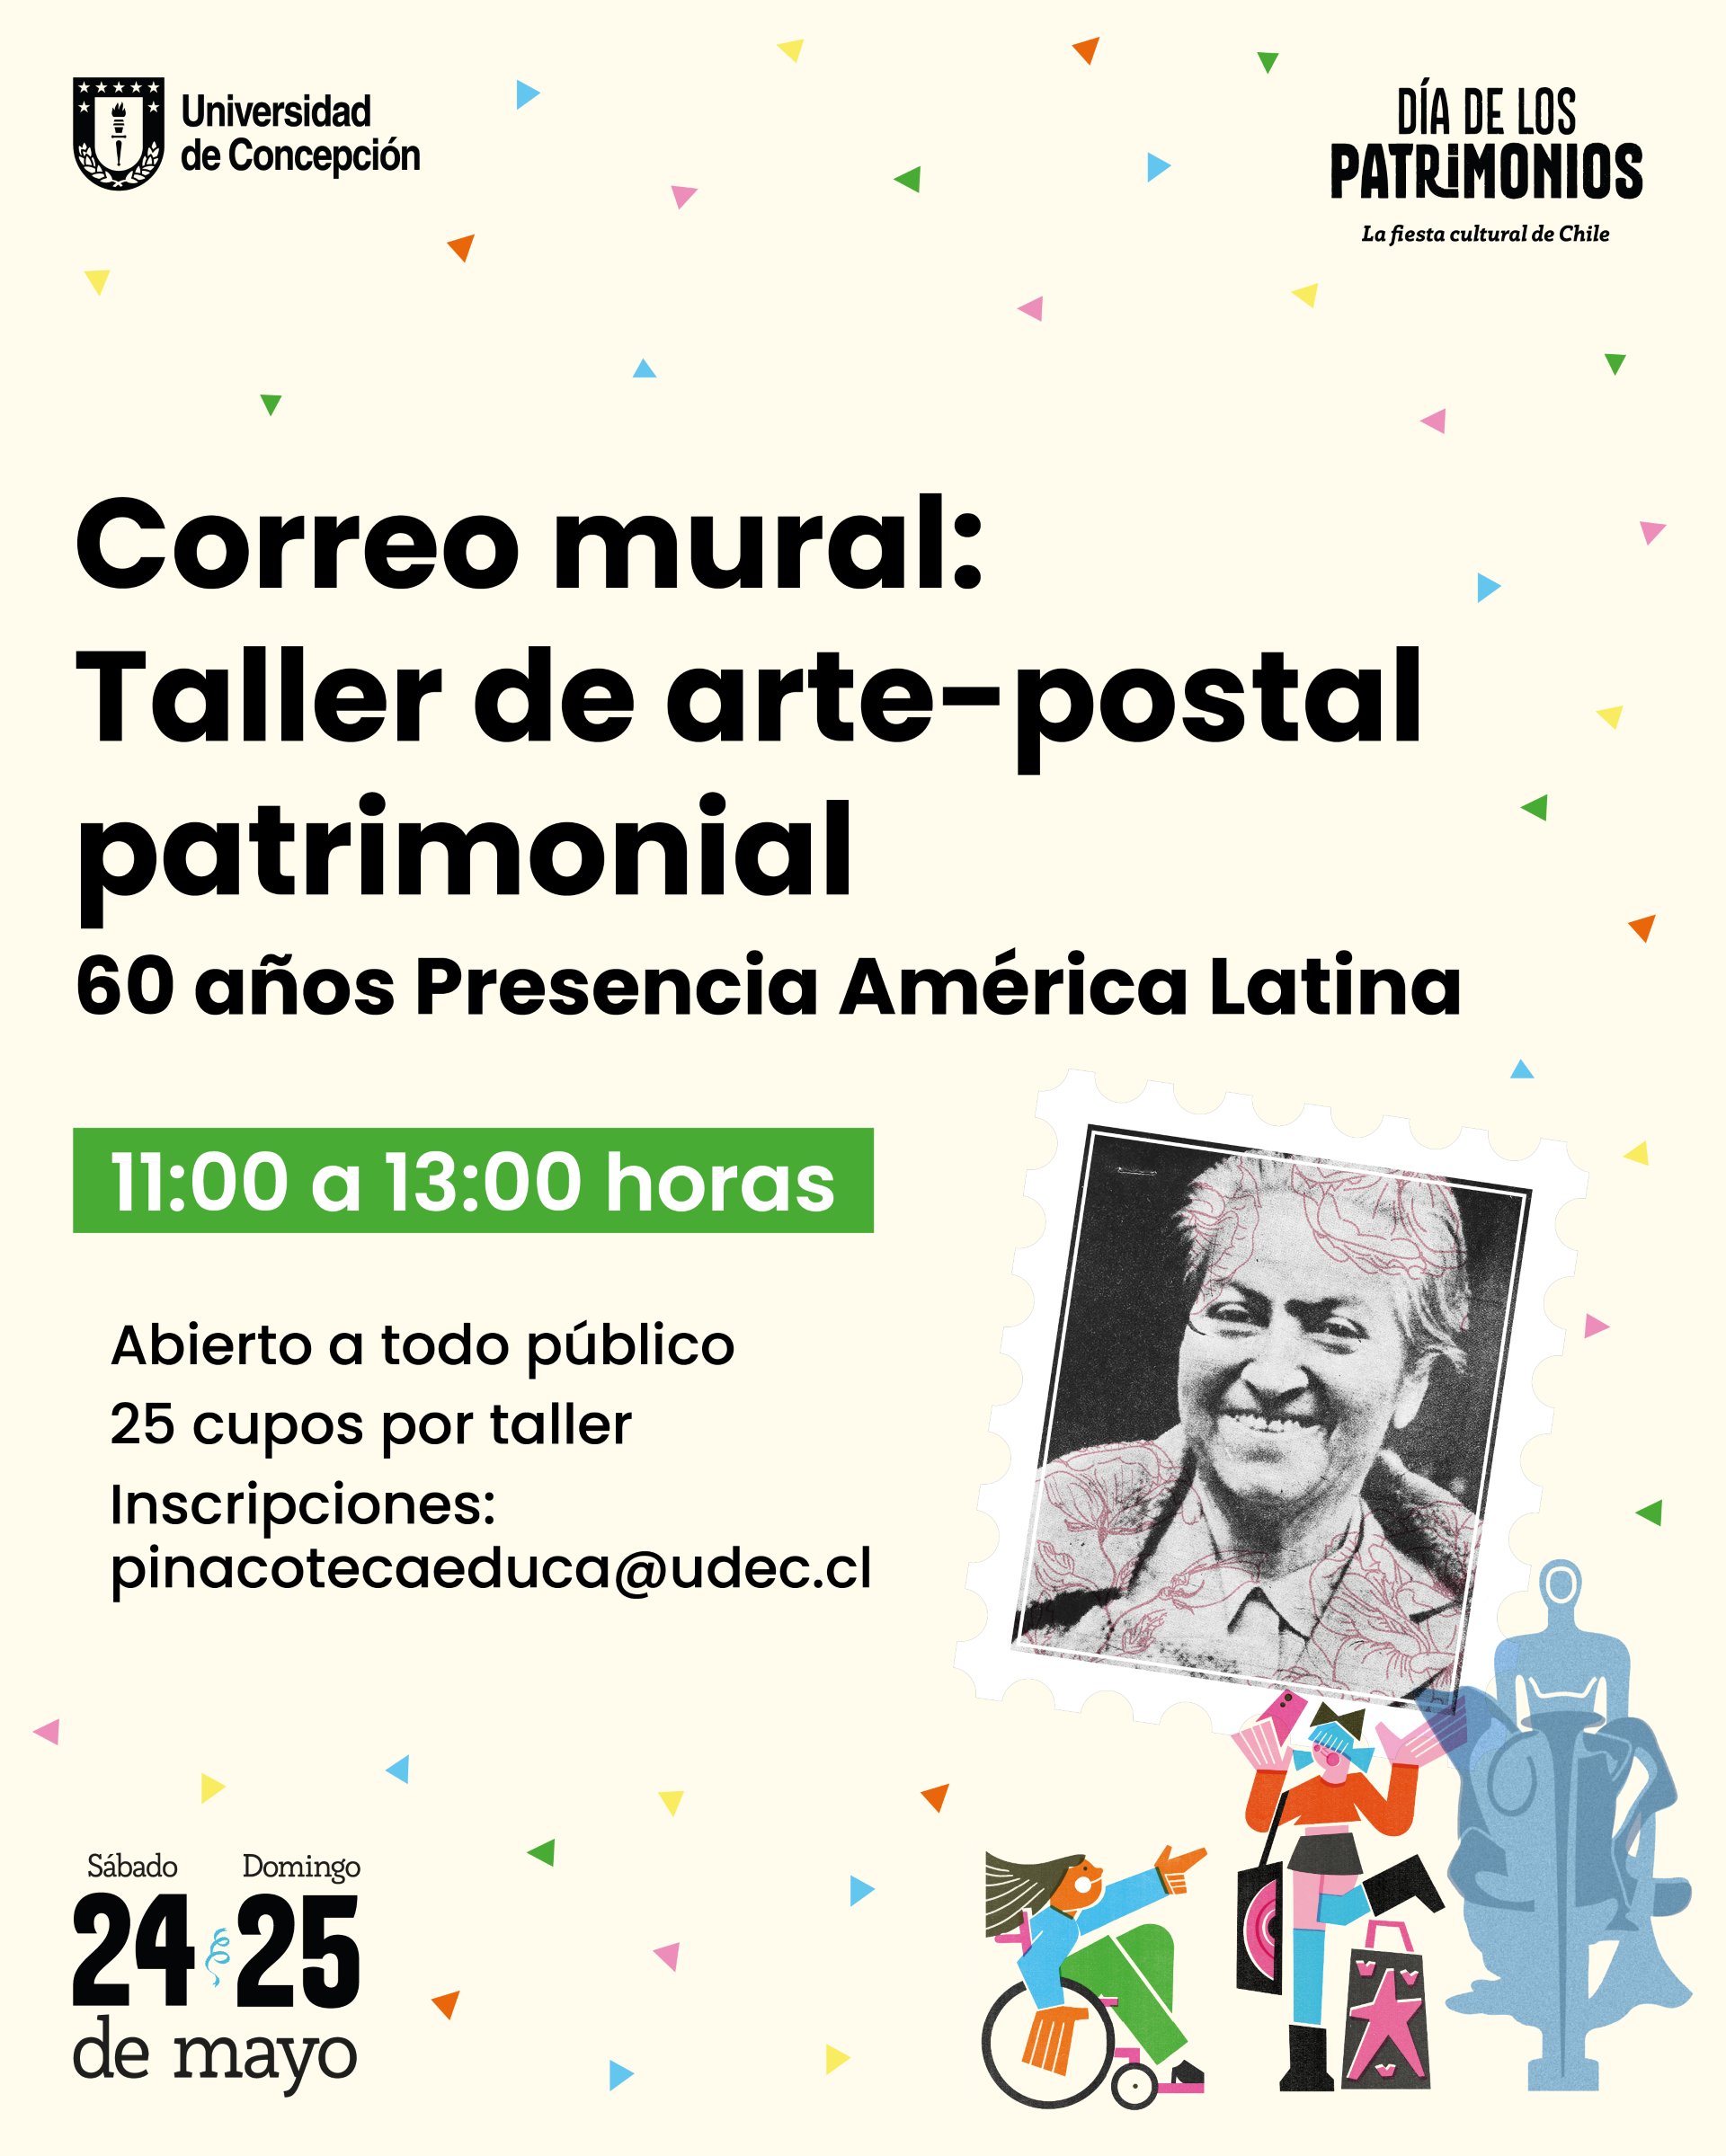 Universidad
de Concepción
DÍA DE LOS
PATRiMONIOS
La fiesta cultural de Chile
Correo mural:
Taller de arte-postal
patrimonial
60 años Presencia América Latina
11:00 a 13:00 horas
Abierto a todo público
25 cupos por taller
Inscripciones:
pinacotecaeduca@udec.cl
Sábado Domingo
24 25
de mayo